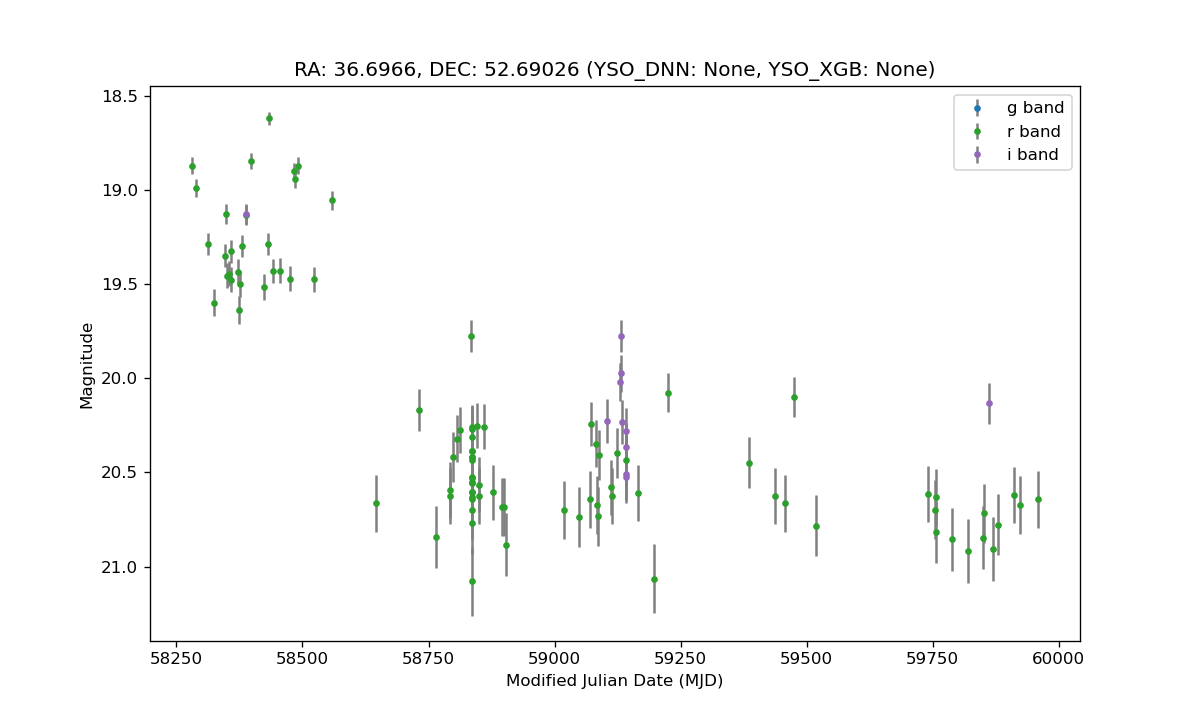 RA: 36.6966, DEC: 52.69026 (YSO_DNN: None, YSO_XGB: None)
g band
r band
i band
18.5
19.0
19.5
20.0
20.5
21.0
Magnitude
58250 58500 58750 59000 59250 59500 59750 60000
Modified Julian Date (MJD)